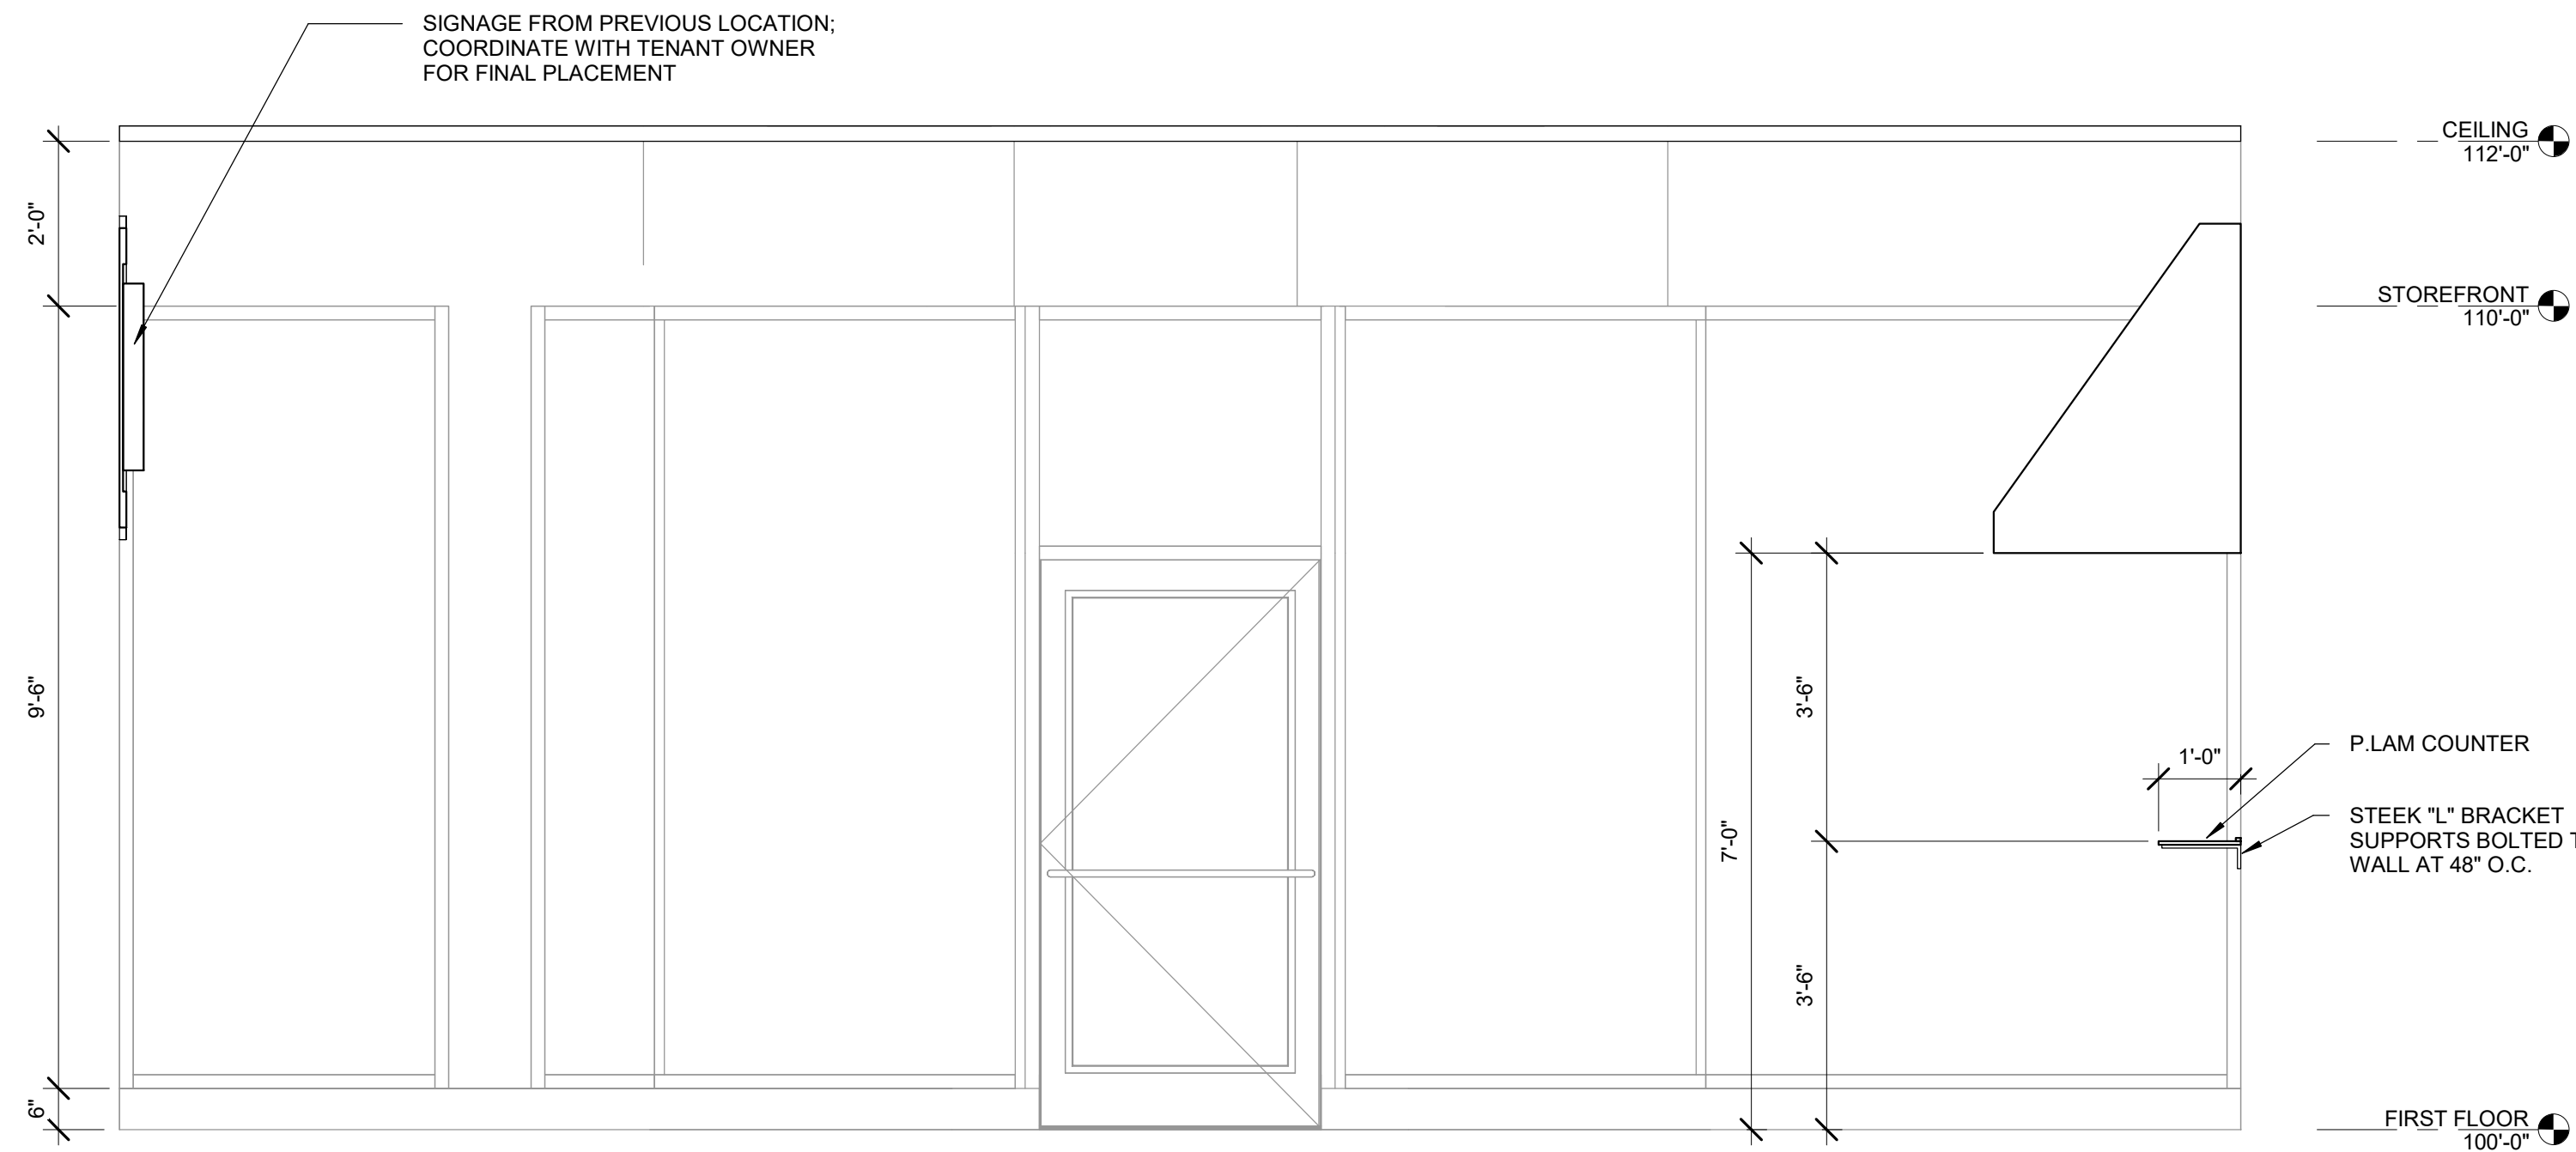 SIGNAGE FROM PREVIOUS LOCATION;
COORDINATE WITH TENANT OWNER
FOR FINAL PLACEMENT
CEILING
112'-0"
2'-0"
STOREFRONT
110'-0"
9'-6"
3'-6"
1'-0"
P.LAM COUNTER
7'-0"
STEEK "L" BRACKET
SUPPORTS BOLTED
WALL AT 48" O.C.
3'-6"
6"
FIRST FLOOR
100'-0"